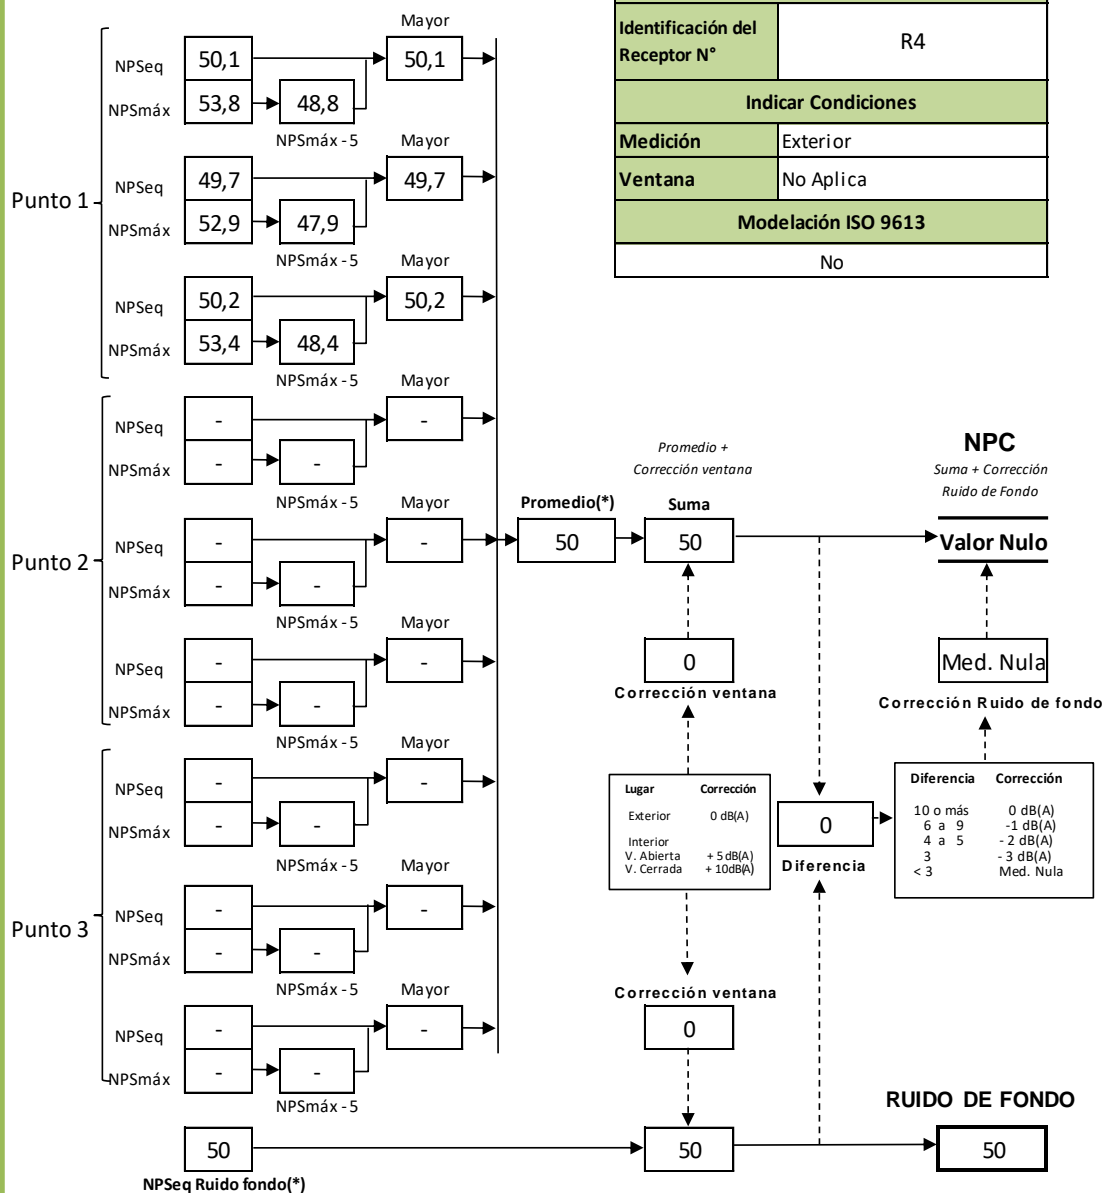 Identificación del
Receptor N°
R4
Indicar Condiciones
Medición
Exterior
Ventana
No Aplica
Modelación ISO 9613
No
Punto 1
Mayor
NPSeq
50,1
50,1
NPSmáx
53,8
48,8
NPSmáx - 5
Mayor
NPSeq
49,7
49,7
NPSmáx
52,9
47,9
NPSmáx - 5
Mayor
NPSeq
50,2
50,2
NPSmáx
53,4
48,4
NPSmáx - 5
Punto 2
Mayor
NPSeq
-
-
NPSmáx
-
-
NPSmáx - 5
Mayor
NPSeq
-
-
NPSmáx
-
-
NPSmáx - 5
Mayor
NPSeq
-
-
NPSmáx
-
-
NPSmáx - 5
Punto 3
Mayor
NPSeq
-
-
NPSmáx
-
-
NPSmáx - 5
Mayor
NPSeq
-
-
NPSmáx
-
-
NPSmáx - 5
Mayor
NPSeq
-
-
NPSmáx
-
-
NPSmáx - 5
50
NPSeq Ruido fondo(*)
Promedio(*)
50
Promedio +
Corrección ventana
Suma
50
0
Corrección ventana
Lugar Corrección
Exterior 0 dB(A)
Interior
V. Abierta + 5 dB(A)
V. Cerrada + 10dB(A)
Corrección ventana
0
50
0
Diferencia
NPC
Suma + Corrección
Ruido de Fondo
Valor Nulo
Med. Nula
Corrección Ruido de fondo
Diferencia Corrección
10 o más 0 dB(A)
6 a 9 -1 dB(A)
4 a 5 - 2 dB(A)
3 - 3 dB(A)
< 3 Med. Nula
RUIDO DE FONDO
50